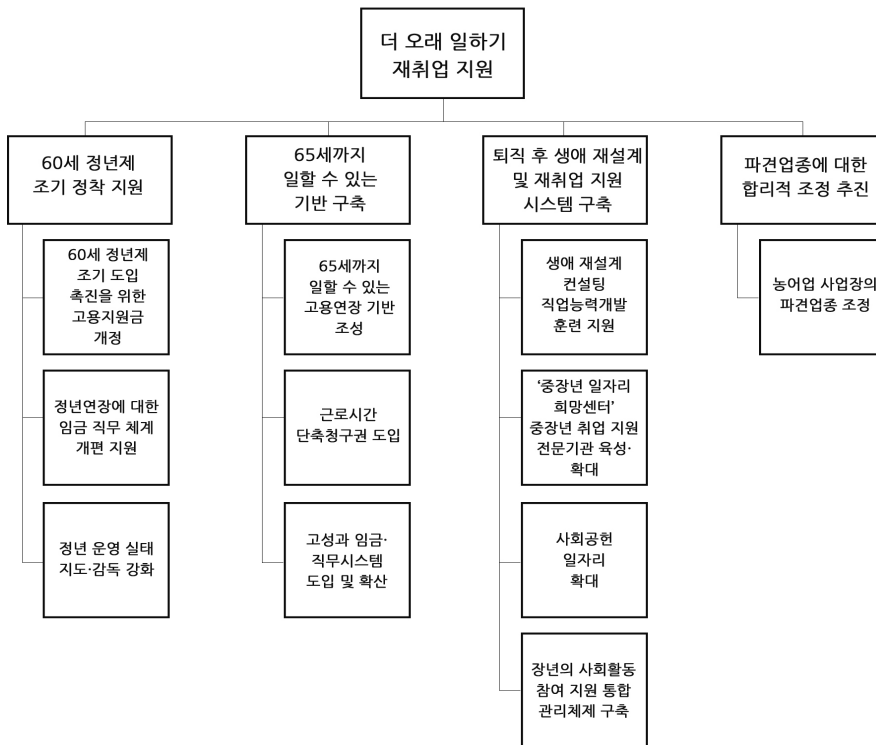 더 오래 일하기
재취업 지원
60세 정년제
조기 정착 지원
60세 정년제
조기 도입
촉진을 위한
고용지원금
개정
정년연장에 대한
임금 직무 체계
개편 지원
정년 운영 실태
지도·감독 강화
65세까지
일할 수 있는
기반 구축
65세까지
일할 수 있는
고용연장 기반
조성
근로시간
단축청구권 도입
고성과 임금·
직무시스템
도입 및 확산
퇴직 후 생애 재설계
및 재취업 지원
시스템 구축
생애 재설계
컨설팅
직업능력개발
훈련 지원
‘중장년 일자리
희망센터’
중장년 취업 지원
전문기관 육성·
확대
사회공헌
일자리
확대
장년의 사회활동
참여 지원 통합
관리체제 구축
파견업종에 대한
합리적 조정 추진
농어업 사업장의
파견업종 조정